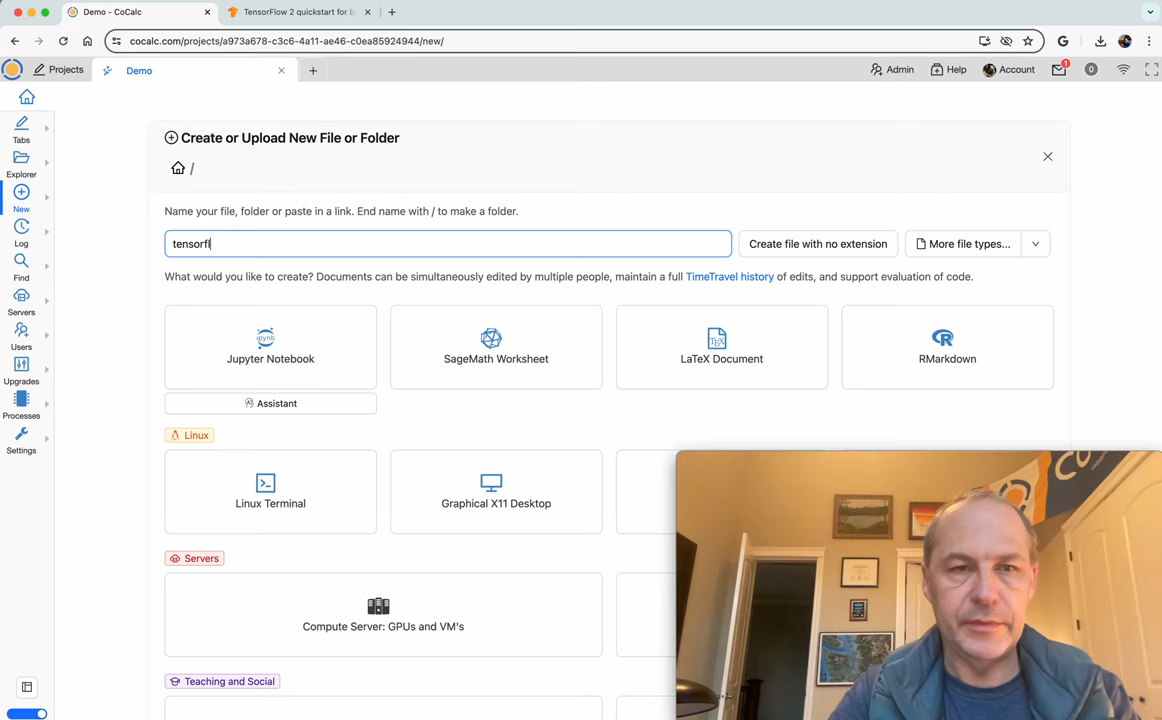 Demo - CoCalc
TensorFlow 2 quickstart for b
cocalc.com/projects/a973a678-c3c6-4a11-ae46-c0ea85924944/new/
Projects
Demo
Admin
Help
Account
1
0
Tabs
Explorer
New
Log
Find
Servers
Users
Upgrades
Processes
Settings
Create or Upload New File or Folder
/
Name your file, folder or paste in a link. End name with / to make a folder.
tensorfl
Create file with no extension
More file types...
What would you like to create? Documents can be simultaneously edited by multiple people, maintain a full TimeTravel history of edits, and support evaluation of code.
ipynb
Jupyter Notebook
SageMath Worksheet
TEX
LaTeX Document
R
RMarkdown
Assistant
Linux
Linux Terminal
Graphical X11 Desktop
Servers
Compute Server: GPUs and VM's
Teaching and Social